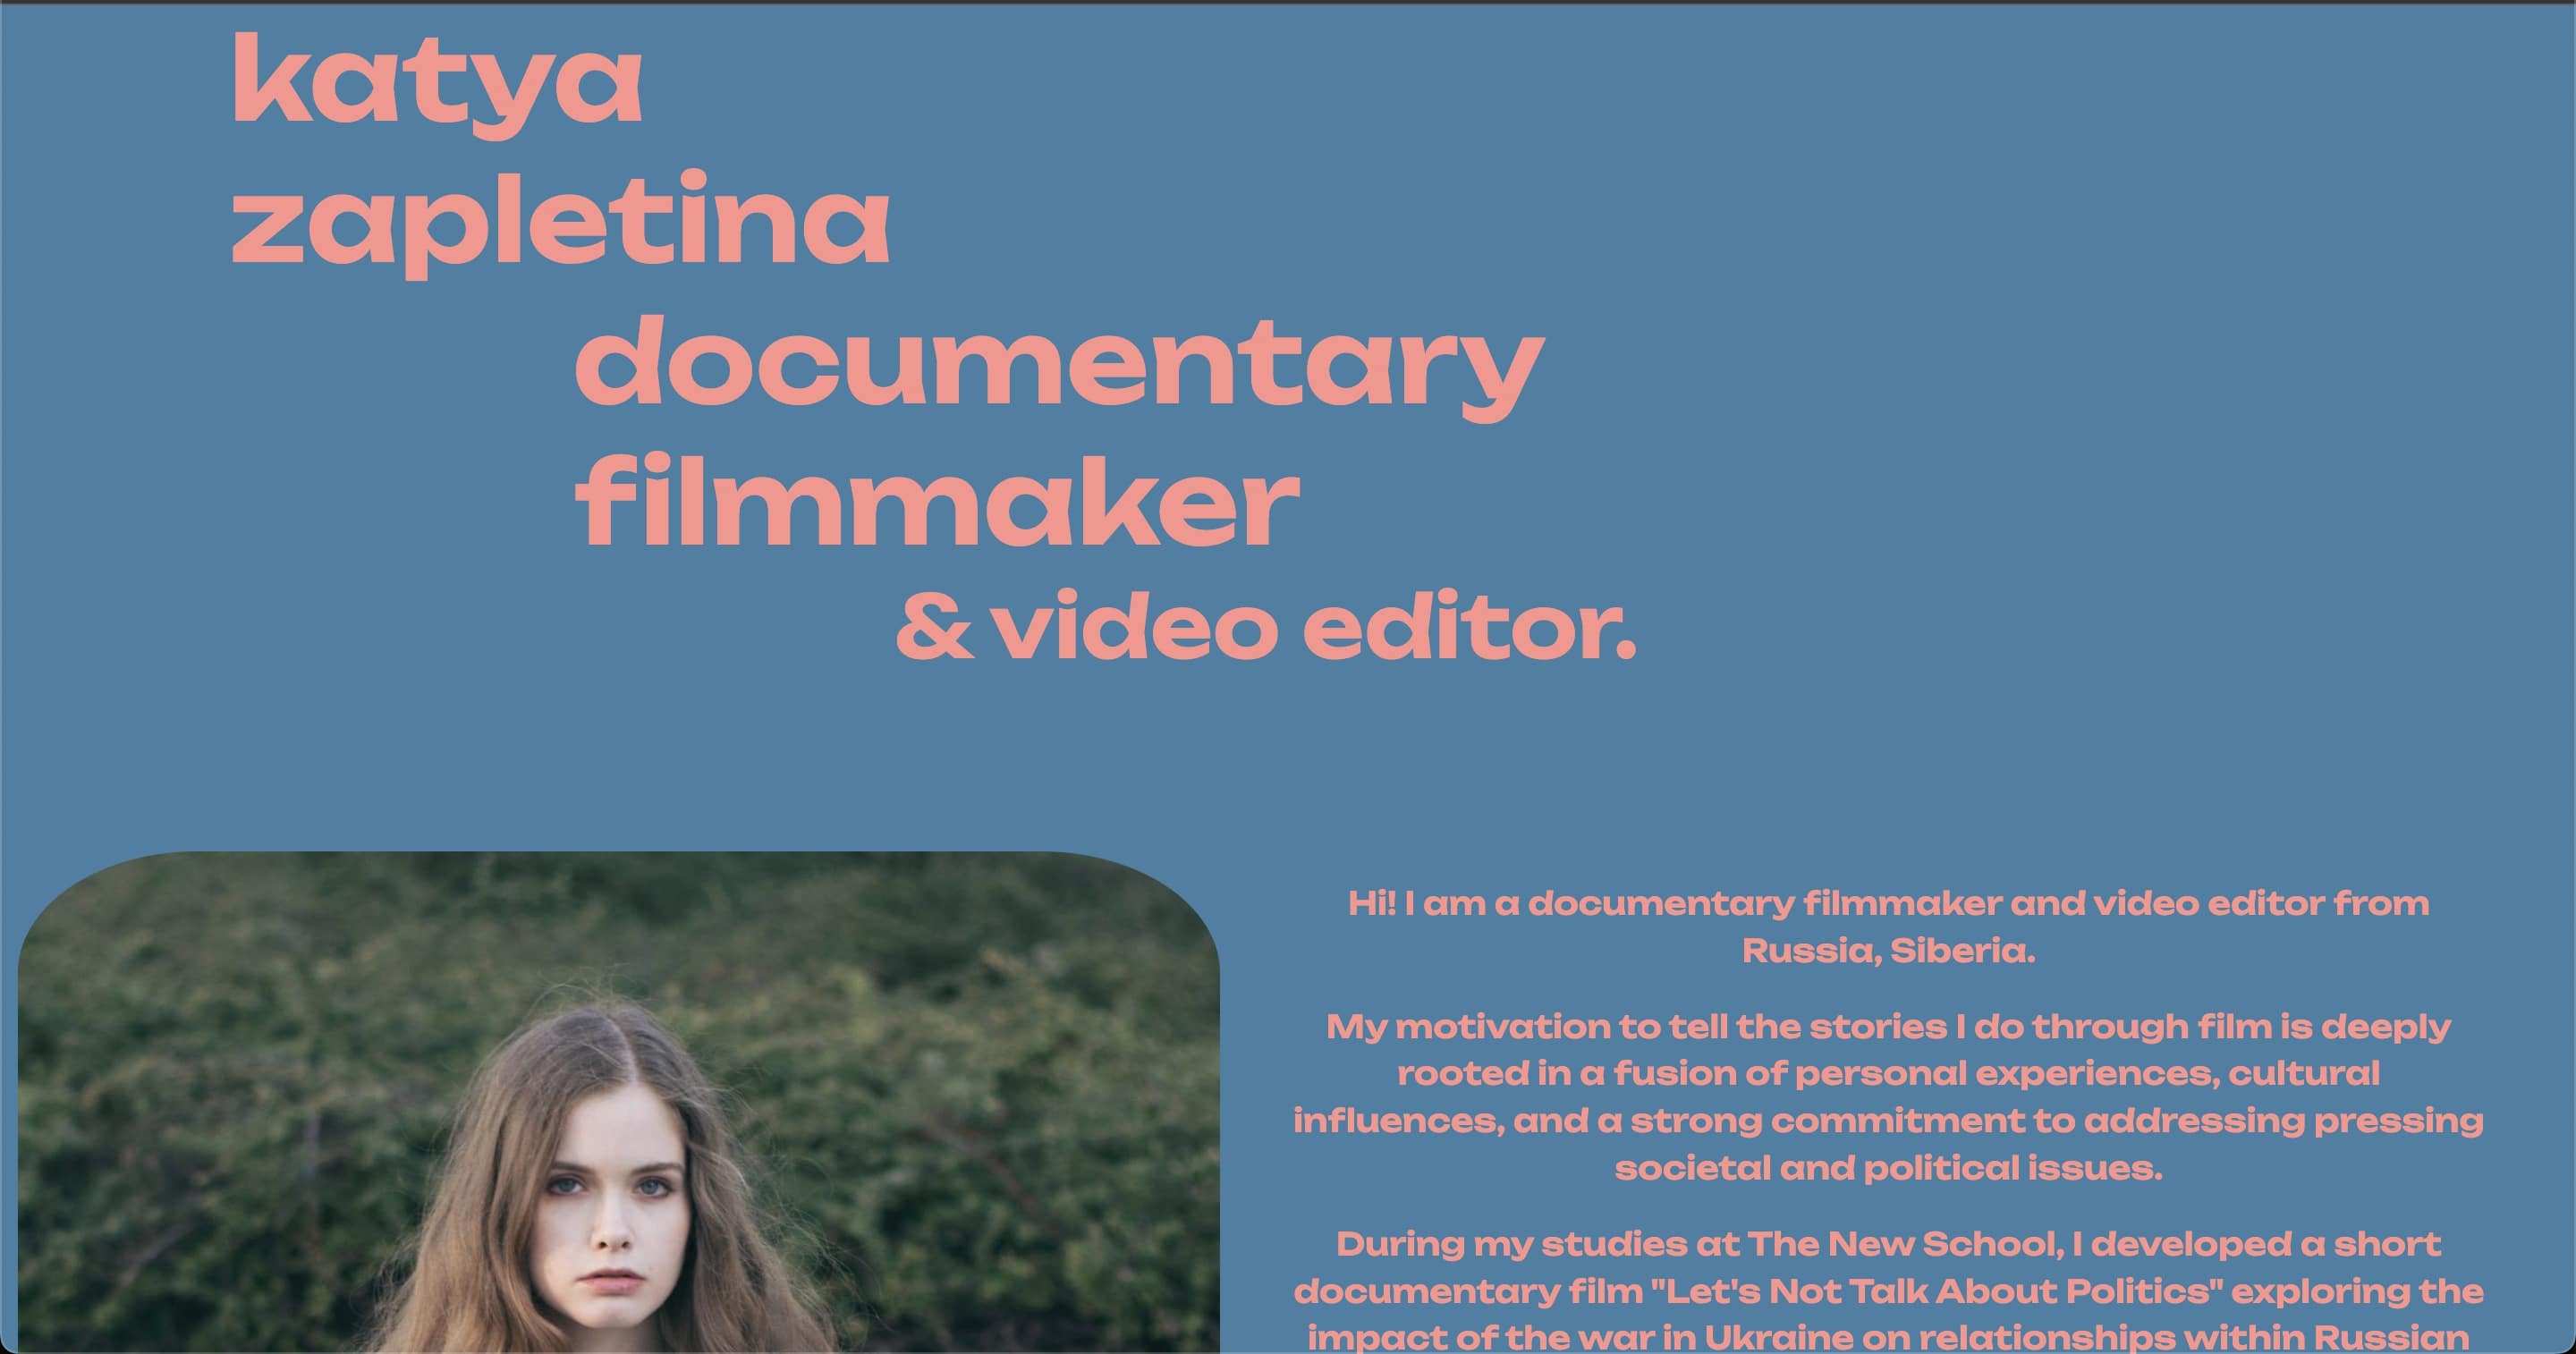 katya
zapletina
documentary
filmmaker
& video editor.
Hi! I am a documentary filmmaker and video editor from
Russia, Siberia.
My motivation to tell the stories I do through film is deeply
rooted in a fusion of personal experiences, cultural
influences, and a strong commitment to addressing pressing
societal and political issues.
During my studies at The New School, I developed a short
documentary film "Let's Not Talk About Politics" exploring the
impact of the war in Ukraine on relationships within Russian